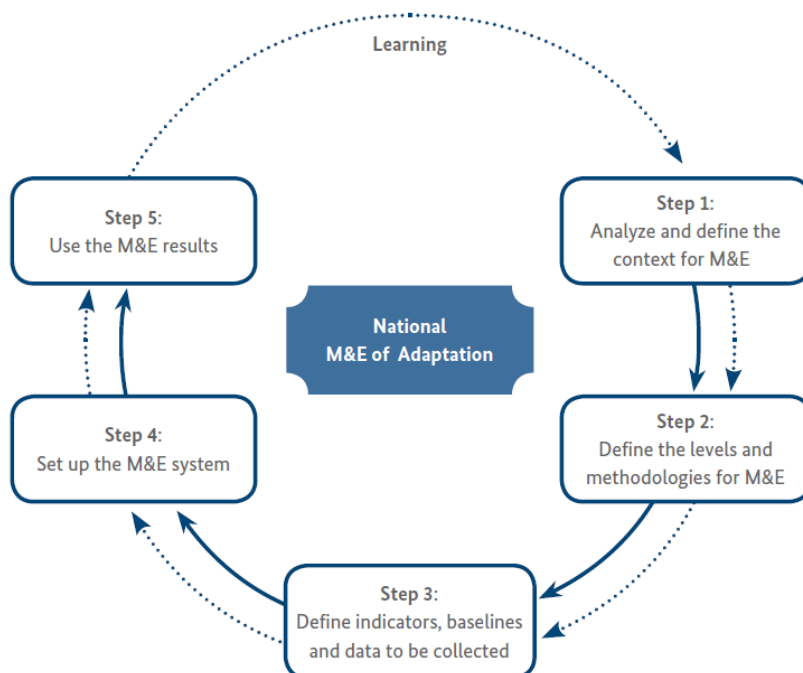 Learning
Step 1:
Analyze and define the
context for M&E
Step 2:
Define the levels and
methodologies for M&E
Step 3:
Define indicators, baselines
and data to be collected
Step 4:
Set up the M&E system
Step 5:
Use the M&E results
National
M&E of Adaptation